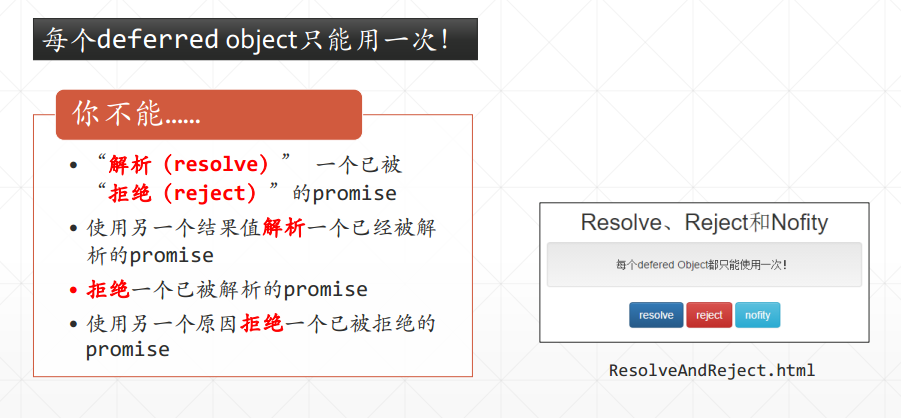 每个deferred object只能用一次！
你不能……
• “解析（resolve）” 一个已被
“拒绝（reject）”的promise
• 使用另一个结果值解析一个已经被解
析的promise
• 拒绝一个已被解析的promise
• 使用另一个原因拒绝一个已被拒绝的
promise
Resolve、Reject和Nofity
每个defered Object都只能使用一次！
resolve reject nofity
ResolveAndReject.html